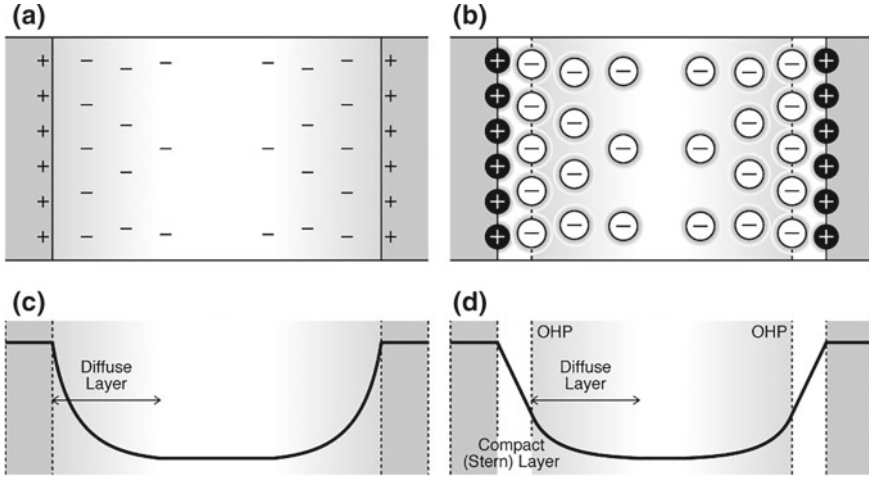 (a)
(b)
+ − − − − − − +
+ − − +
+ − − +
+ − − − − +
+ − − +
+ − − − − − − +
(c)
(d)
OHP
OHP
Diffuse
Layer
Diffuse
Layer
Compact
(Stern) Layer